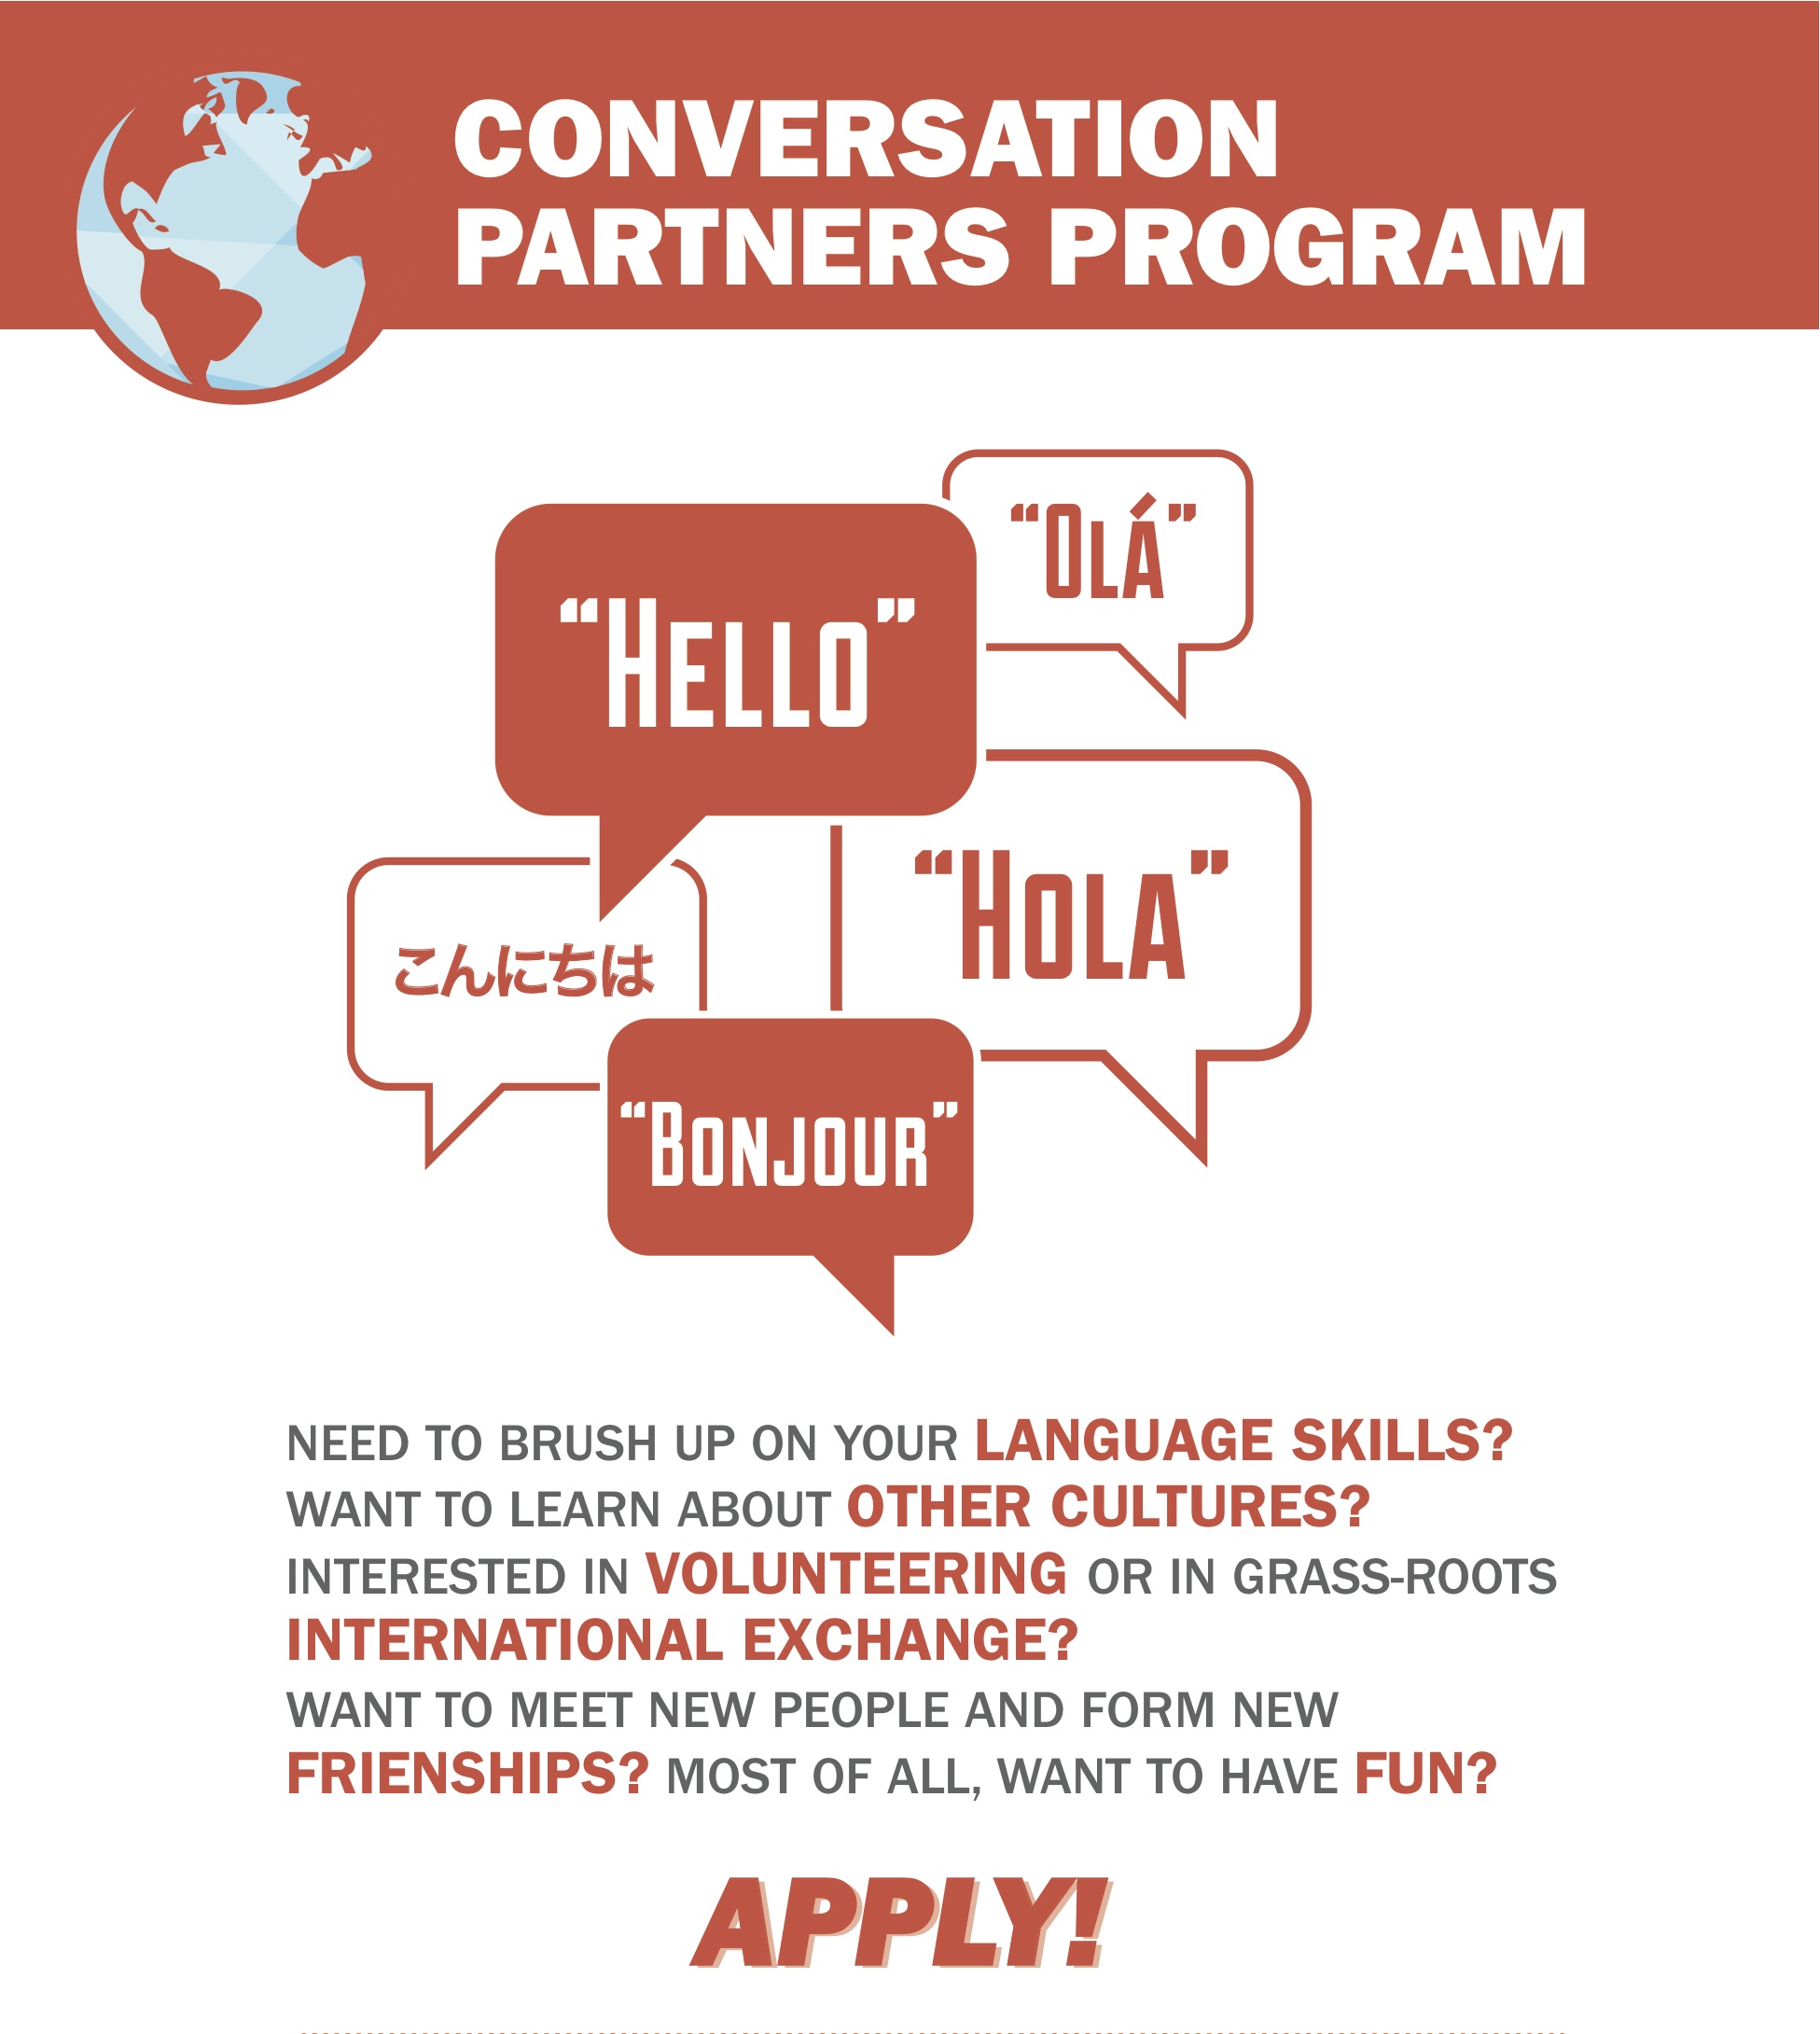 CONVERSATION
PARTNERS PROGRAM
“Olá”
“Hello”
“Hola”
こんにちは
“Bonjour”
NEED TO BRUSH UP ON YOUR LANGUAGE SKILLS?
WANT TO LEARN ABOUT OTHER CULTURES?
INTERESTED IN VOLUNTEERING OR IN GRASS-ROOTS
INTERNATIONAL EXCHANGE?
WANT TO MEET NEW PEOPLE AND FORM NEW
FRIENSHIPS? MOST OF ALL, WANT TO HAVE FUN?
APPLY!